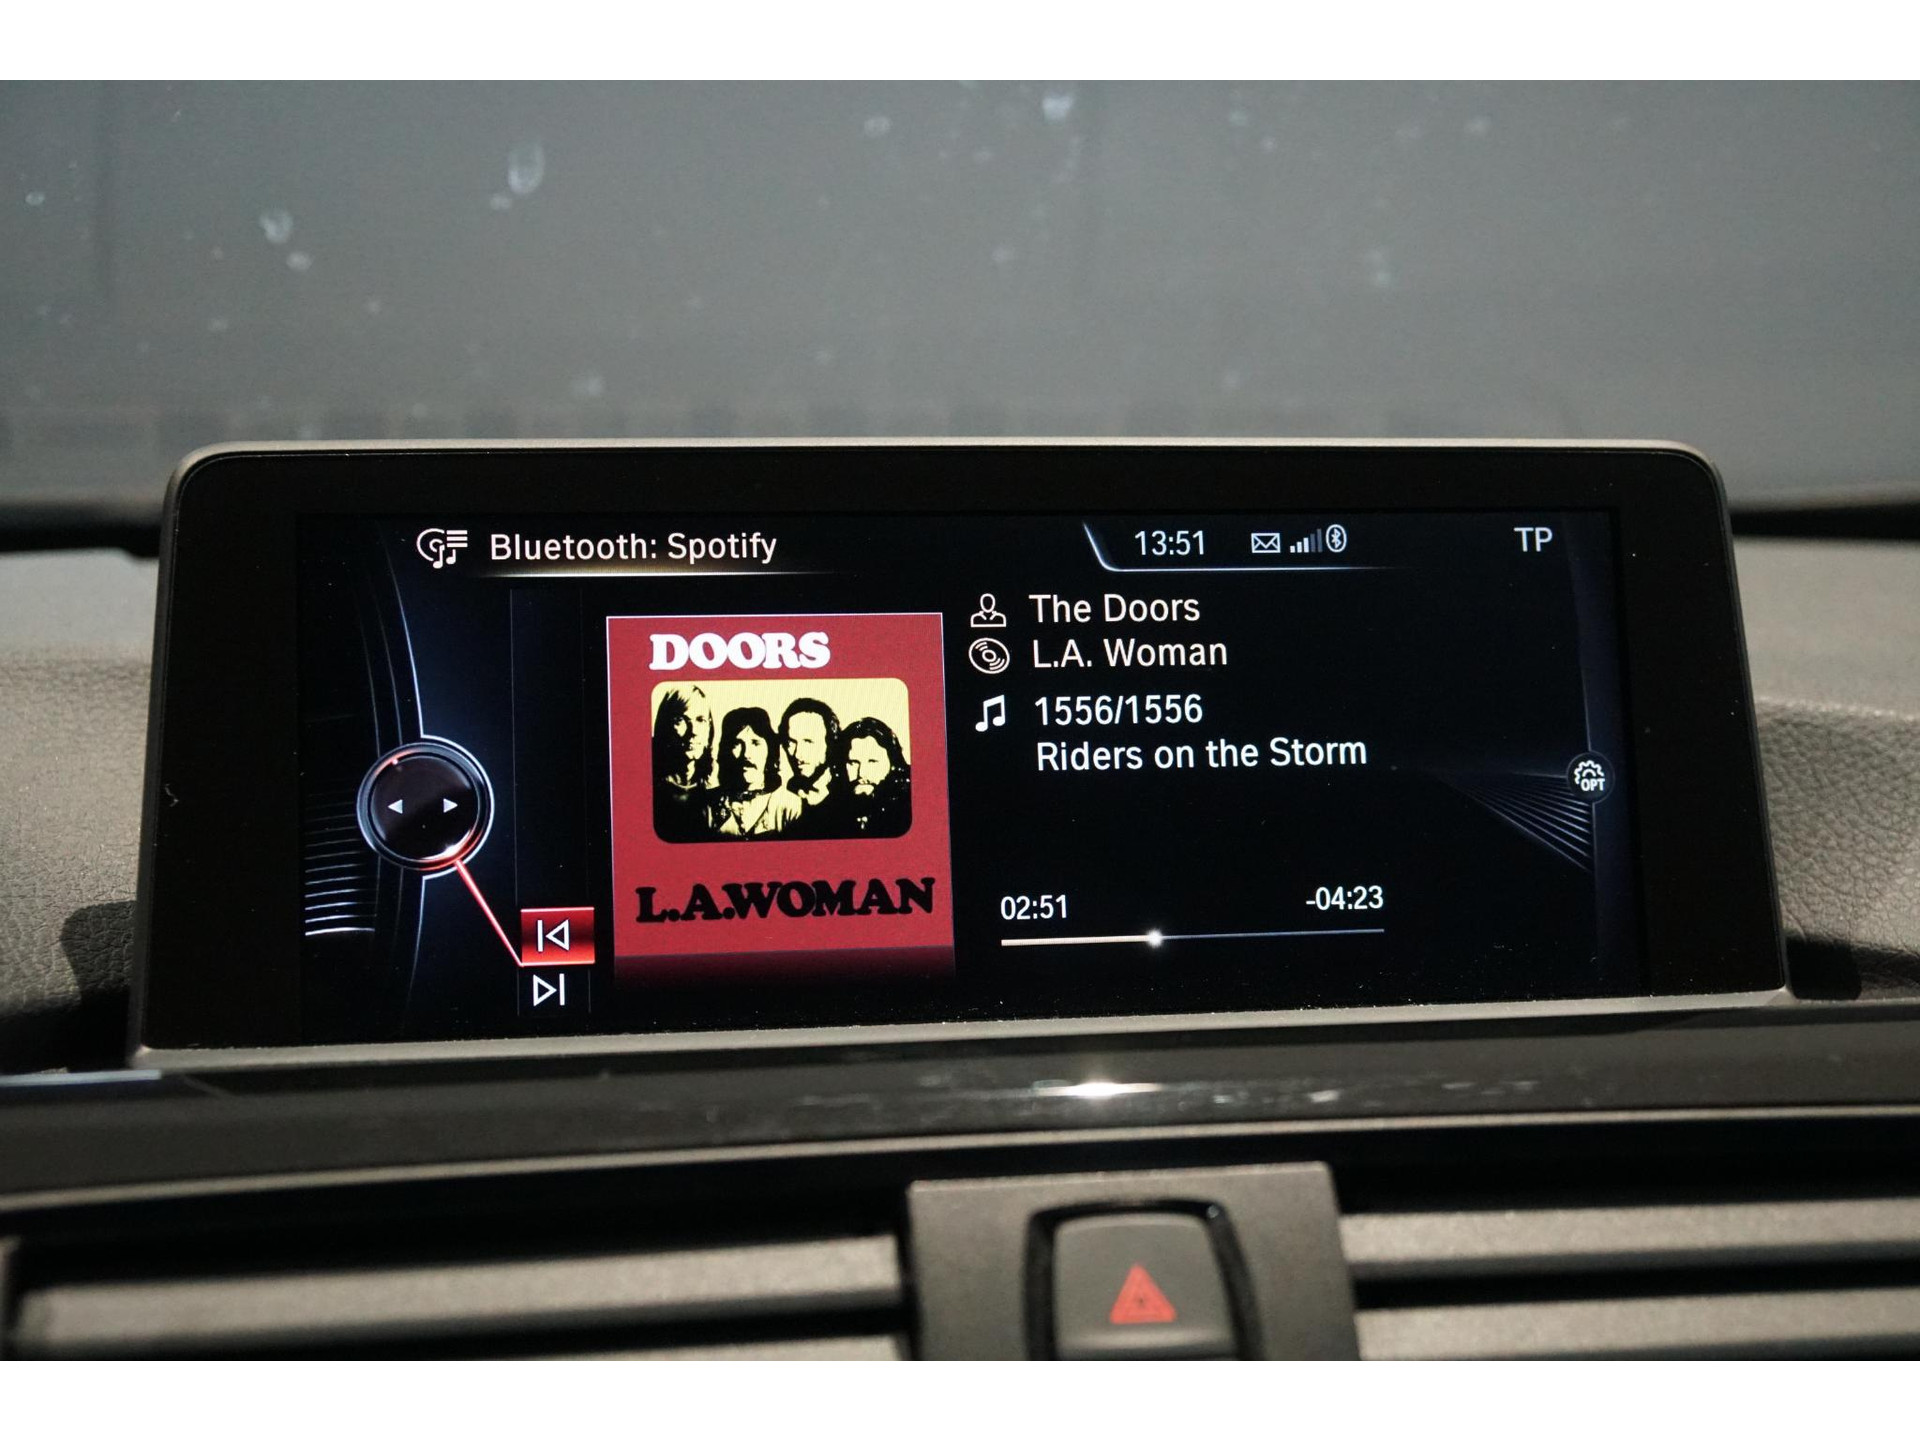 Bluetooth: Spotify
13:51
TP
The Doors
L.A. Woman
1556/1556
Riders on the Storm
OPT
02:51
-04:23
DOORS
L.A.WOMAN